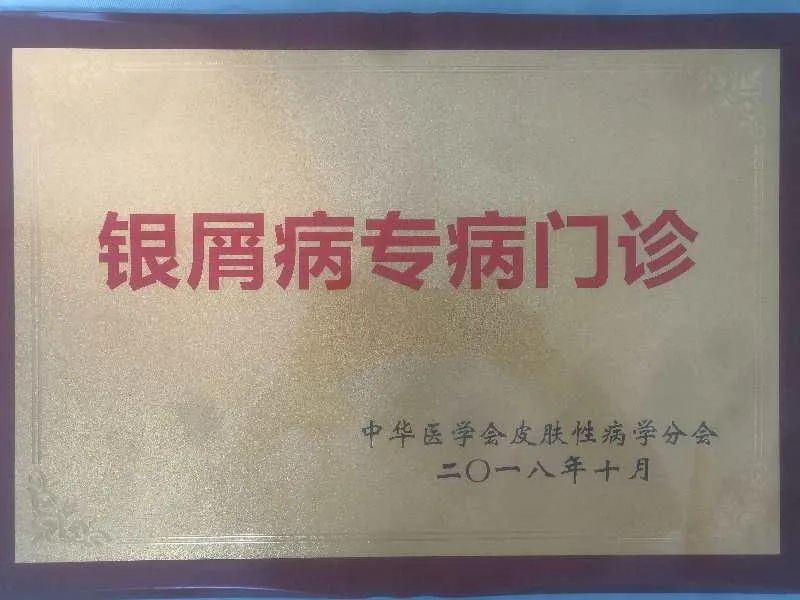 银屑病专病门诊
中华医学会皮肤性病学分会
二〇一八年十月